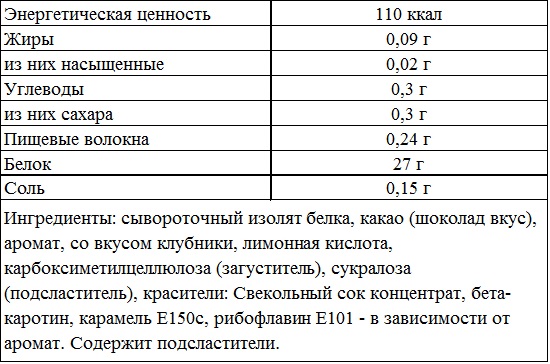 Энергетическая ценность 110 ккал
Жиры 0,09 г
из них насыщенные 0,02 г
Углеводы 0,3 г
из них сахара 0,3 г
Пищевые волокна 0,24 г
Белок 27 г
Соль 0,15 г
Ингредиенты: сывороточный изолят белка, какао (шоколад вкус),
аромат, со вкусом клубники, лимонная кислота,
карбоксиметилцеллюлоза (загуститель), сукралоза
(подсластитель), красители: Свекольный сок концентрат, бета-
каротин, карамель Е150с, рибофлавин Е101 - в зависимости от
аромат. Содержит подсластители.